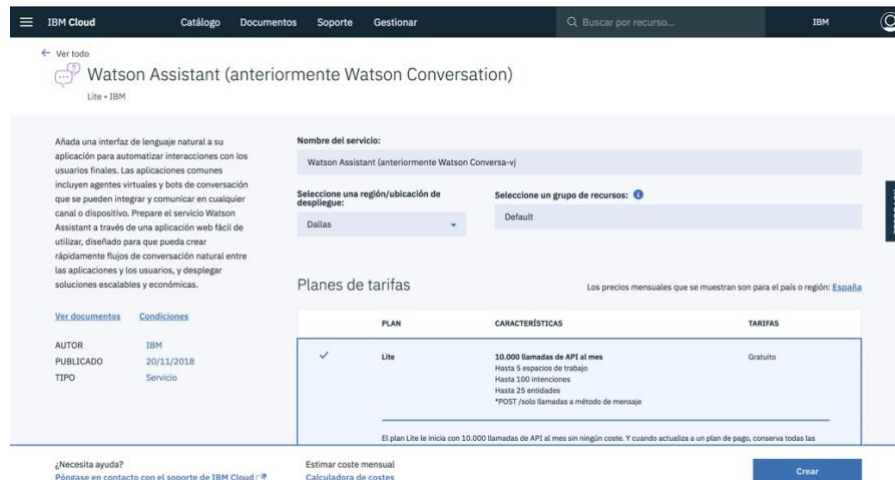 IBM Cloud Catálogo Documentos Soporte Gestionar Buscar por recurso... IBM
← Ver todo
Watson Assistant (anteriormente Watson Conversation)
Lite • IBM
Añada una interfaz de lenguaje natural a su
aplicación para automatizar interacciones con los
usuarios finales. Las aplicaciones comunes
incluyen agentes virtuales y bots de conversación
que se pueden integrar y comunicar en cualquier
canal o dispositivo. Prepare el servicio Watson
Assistant a través de una aplicación web fácil de
utilizar, diseñado para que pueda crear
rápidamente flujos de conversación natural entre
las aplicaciones y los usuarios, y desplegar
soluciones escalables y económicas.
Ver documentos Condiciones
AUTOR IBM
PUBLICADO 20/11/2018
TIPO Servicio
Nombre del servicio:
Watson Assistant (anteriormente Watson Conversa-vj
Seleccione una región/ubicación de
despliegue:
Dallas
Seleccione un grupo de recursos:
Default
Planes de tarifas
Los precios mensuales que se muestran son para el país o región: España
PLAN CARACTERÍSTICAS TARIFAS
Lite 10.000 llamadas de API al mes Gratuito
Hasta 5 espacios de trabajo
Hasta 100 intenciones
Hasta 25 entidades
*POST /solo llamadas a método de mensaje
El plan Lite le inicia con 10.000 llamadas de API al mes sin ningún coste. Y cuando actualiza a un plan de pago, conserva todas las
¿Necesita ayuda?
Póngase en contacto con el soporte de IBM Cloud
Estimar coste mensual
Calculadora de costes
Crear